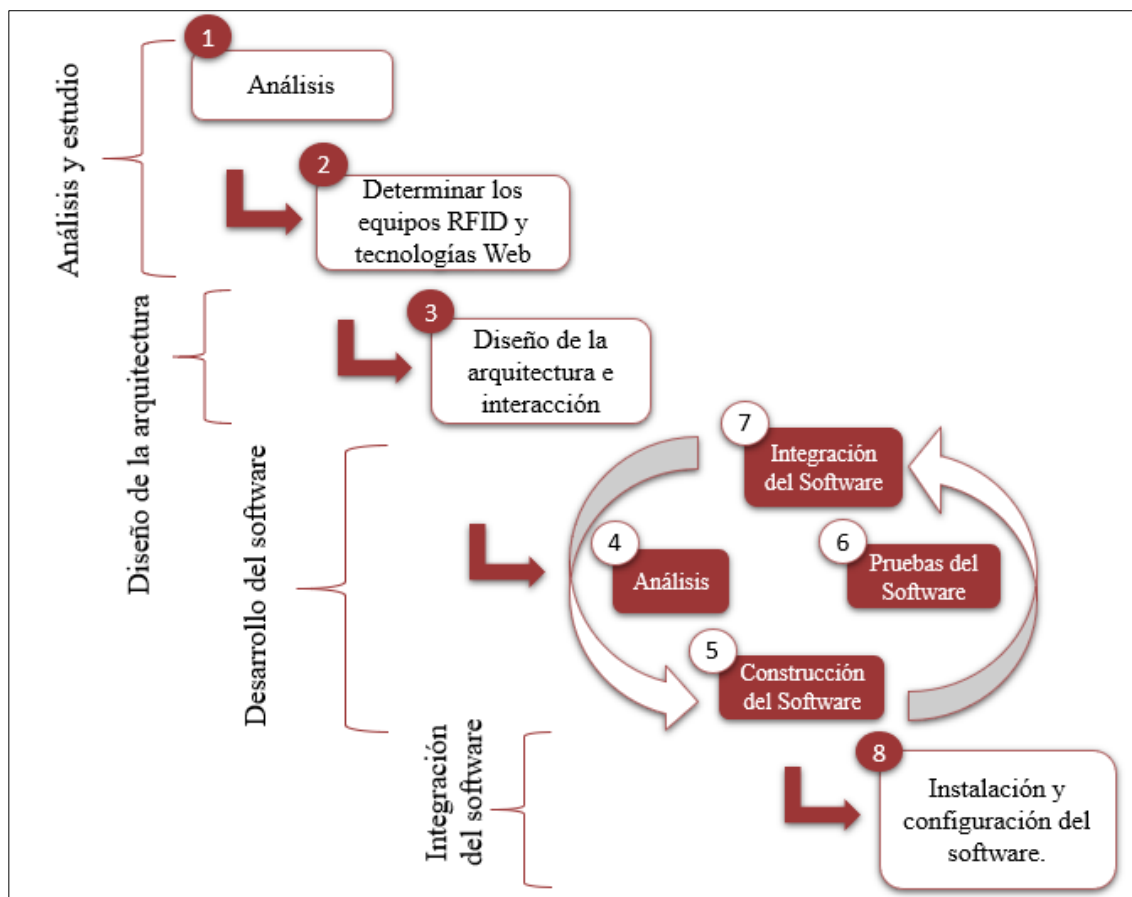 Análisis y estudio
1
Análisis
2
Determinar los
equipos RFID y
tecnologías Web
Diseño de la arquitectura
3
Diseño de la
arquitectura e
interacción
Desarrollo del software
4
Análisis
5
Construcción
del Software
6
Pruebas del
Software
7
Integración
del Software
Integración
del software
8
Instalación y
configuración del
software.